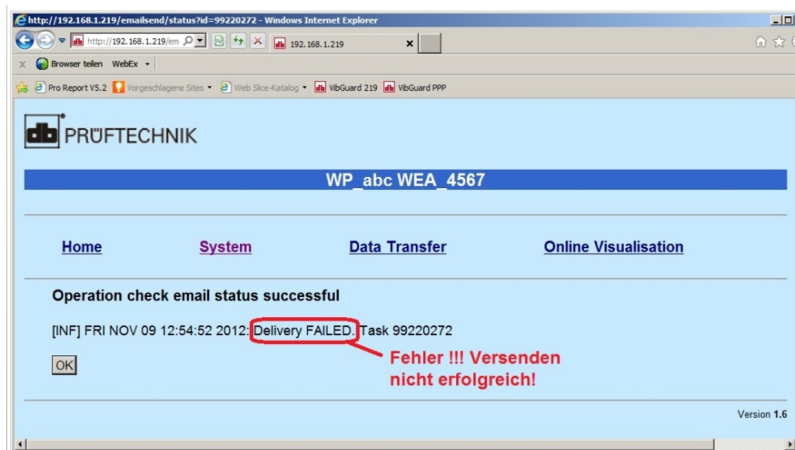 http://192.168.1.219/emailsend/status?id=99220272 - Windows Internet Explorer
http://192.168.1.219/em
192.168.1.219
x Browser teilen WebEx
Pro Report V5.2 Vorgeschlagene Sites Web Slice-Katalog VibGuard 219 VibGuard PPP
db PRÜFTECHNIK
WP_abc WEA_4567
Home System Data Transfer Online Visualisation
Operation check email status successful
[INF] FRI NOV 09 12:54:52 2012: Delivery FAILED. Task 99220272
Fehler !!! Versenden
nicht erfolgreich!
OK
Version 1.6